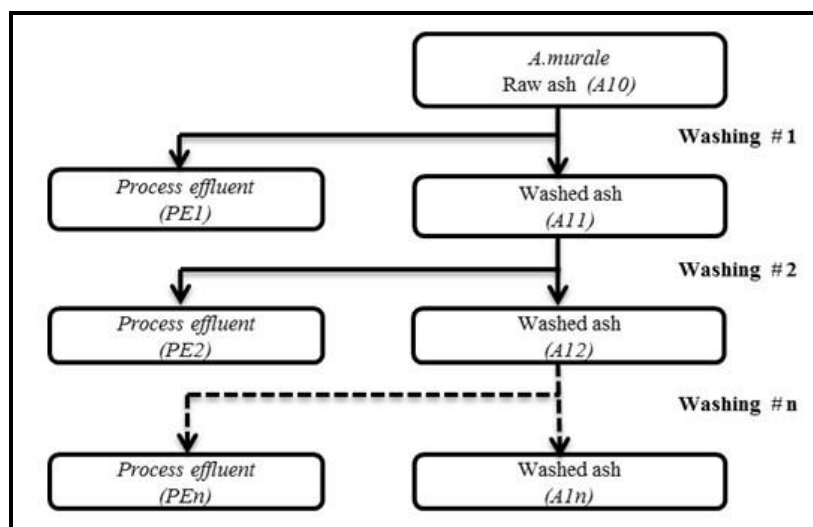 A.murale
Raw ash (A10)
Washing #1
Process effluent
(PE1)
Washed ash
(A11)
Washing #2
Process effluent
(PE2)
Washed ash
(A12)
Washing #n
Process effluent
(PEn)
Washed ash
(A1n)